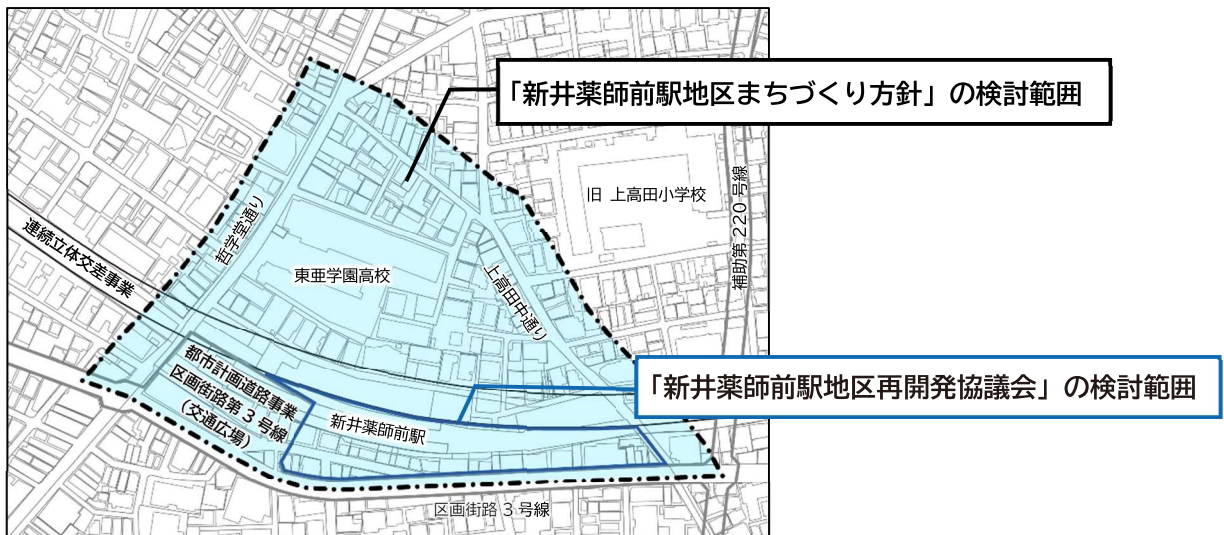 「新井薬師前駅地区まちづくり方針」の検討範囲
旧 上高田小学校
補助第 220 号線
哲学堂通り
連続立体交差事業
東亜学園高校
上高田中通り
「新井薬師前駅地区再開発協議会」の検討範囲
都市計画道路事業
区画街路第 3 号線
(交通広場)
新井薬師前駅
区画街路 3 号線